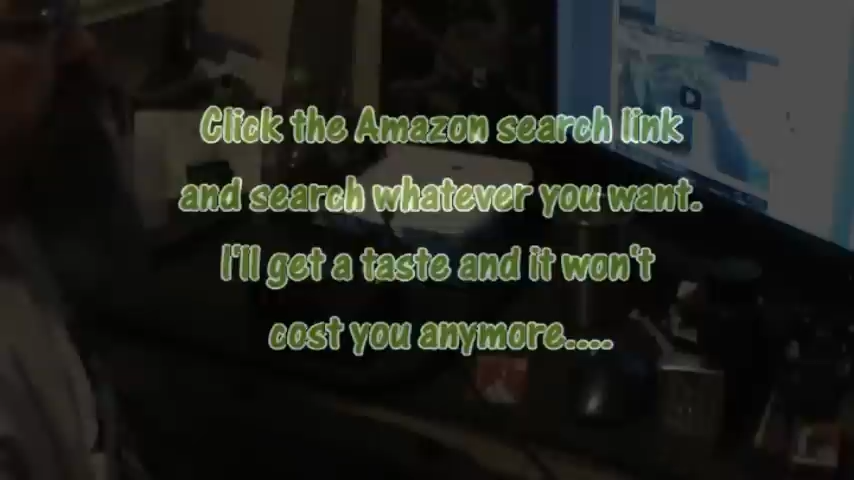 Click the Amazon search link
and search whatever you want.
I'll get a taste and it won't
cost you anymore....